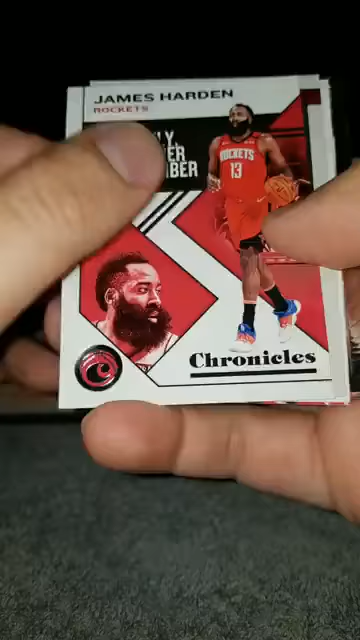 JAMES HARDEN
ROCKETS
ROCKETS
13
Chronicles